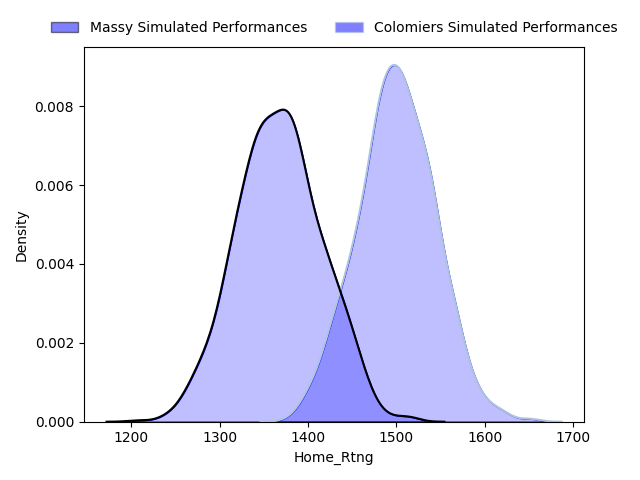 Massy Simulated Performances Colomiers Simulated Performances
Density
0.008
0.006
0.004
0.002
0.000
1200 1300 1400 1500 1600 1700
Home_Rtng